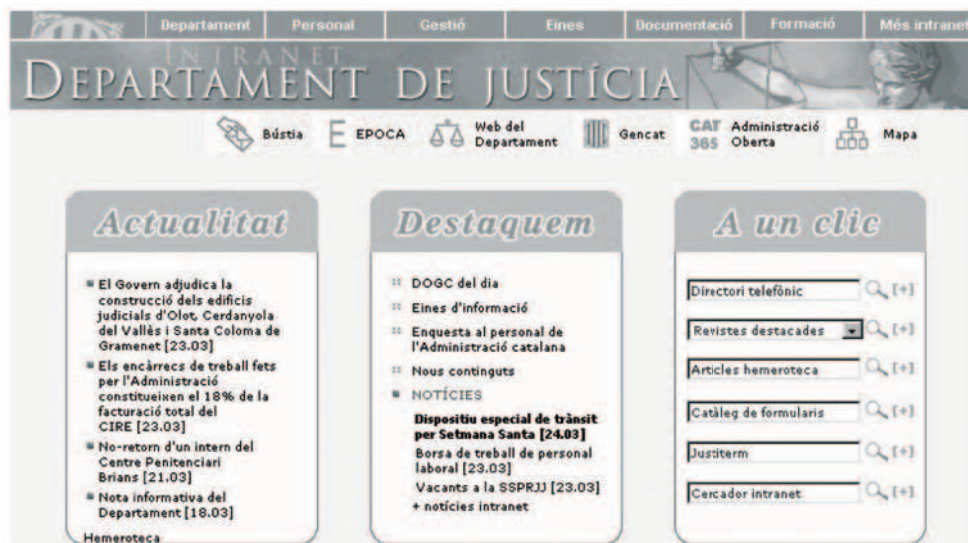 Departament Personal Gestió Eines Documentació Formació Més intranet
INTRANET
DEPARTAMENT DE JUSTÍCIA
Bústia EPOCA Web del Departament Gencat CAT 365 Administració Oberta Mapa
Actualitat
El Govern adjudica la
construcció dels edificis
judicials d'Olot, Cerdanyola
del Vallès i Santa Coloma de
Gramenet [23.03]
Els encàrrecs de treball fets
per l'Administració
constitueixen el 18% de la
facturació total del
CIRE [23.03]
No-retorn d'un intern del
Centre Penitenciari
Brians [21.03]
Nota informativa del
Departament [18.03]
Hemeroteca
Destaquem
DOGC del dia
Eines d'informació
Enquesta al personal de
l'Administració catalana
Nous continguts
NOTÍCIES
Dispositiu especial de trànsit
per Setmana Santa [24.03]
Borsa de treball de personal
laboral [23.03]
Vacants a la SSPRJJ [23.03]
+ notícies intranet
A un clic
Directori telefònic [+]
Revistes destacades [+]
Articles hemeroteca [+]
Catàleg de formularis [+]
Justiterm [+]
Cercador intranet [+]